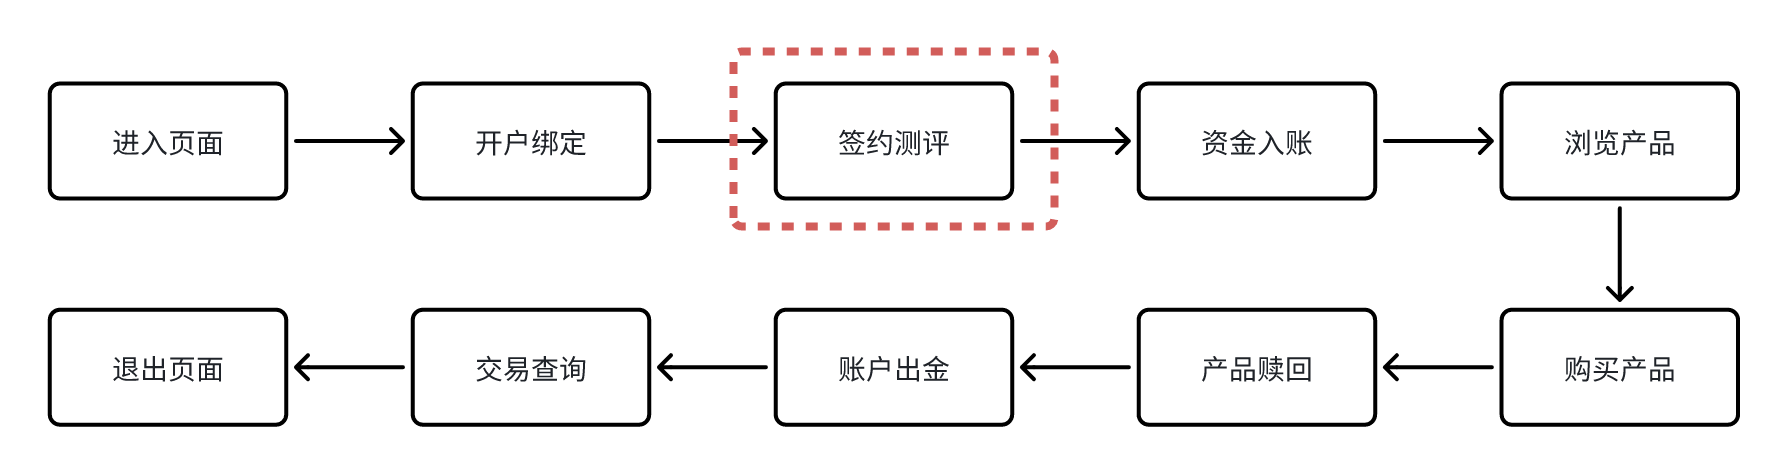 进入页面
开户绑定
签约测评
资金入账
浏览产品
购买产品
产品赎回
账户出金
交易查询
退出页面